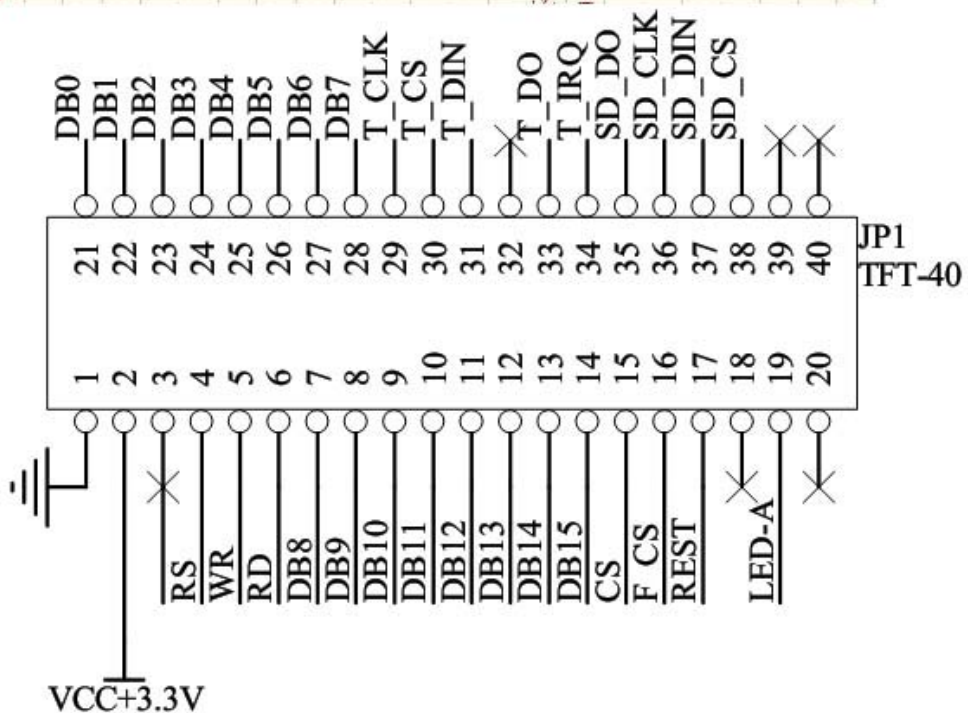 DB0
DB1
DB2
DB3
DB4
DB5
DB6
DB7
T_CLK
T_CS
T_DIN
T_DO
T_IRQ
SD_DO
SD_CLK
SD_DIN
SD_CS
21 22 23 24 25 26 27 28 29 30 31 32 33 34 35 36 37 38 39 40
JP1
TFT-40
1 2 3 4 5 6 7 8 9 10 11 12 13 14 15 16 17 18 19 20
RS
WR
RD
DB8
DB9
DB10
DB11
DB12
DB13
DB14
DB15
CS
F_CS
REST
LED-A
VCC+3.3V